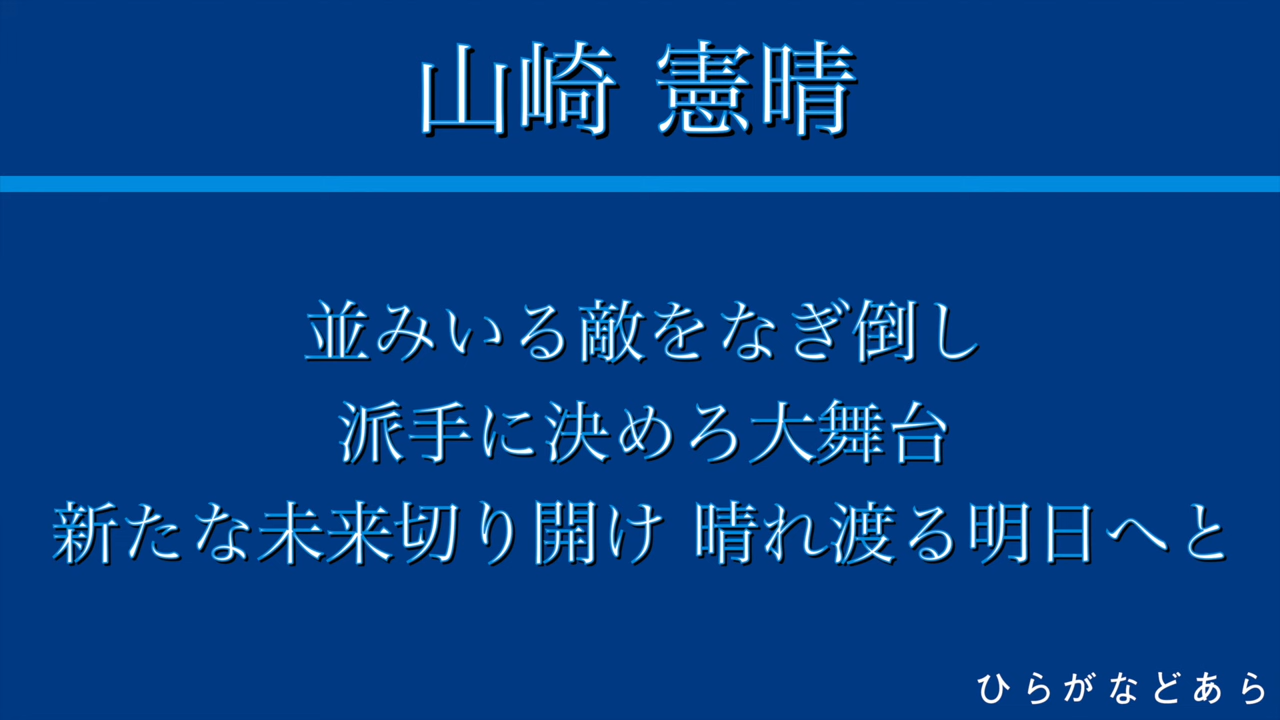 山崎 憲晴
並みいる敵をなぎ倒し
派手に決めろ大舞台
新たな未来切り開け 晴れ渡る明日へと
ひらがなどあら